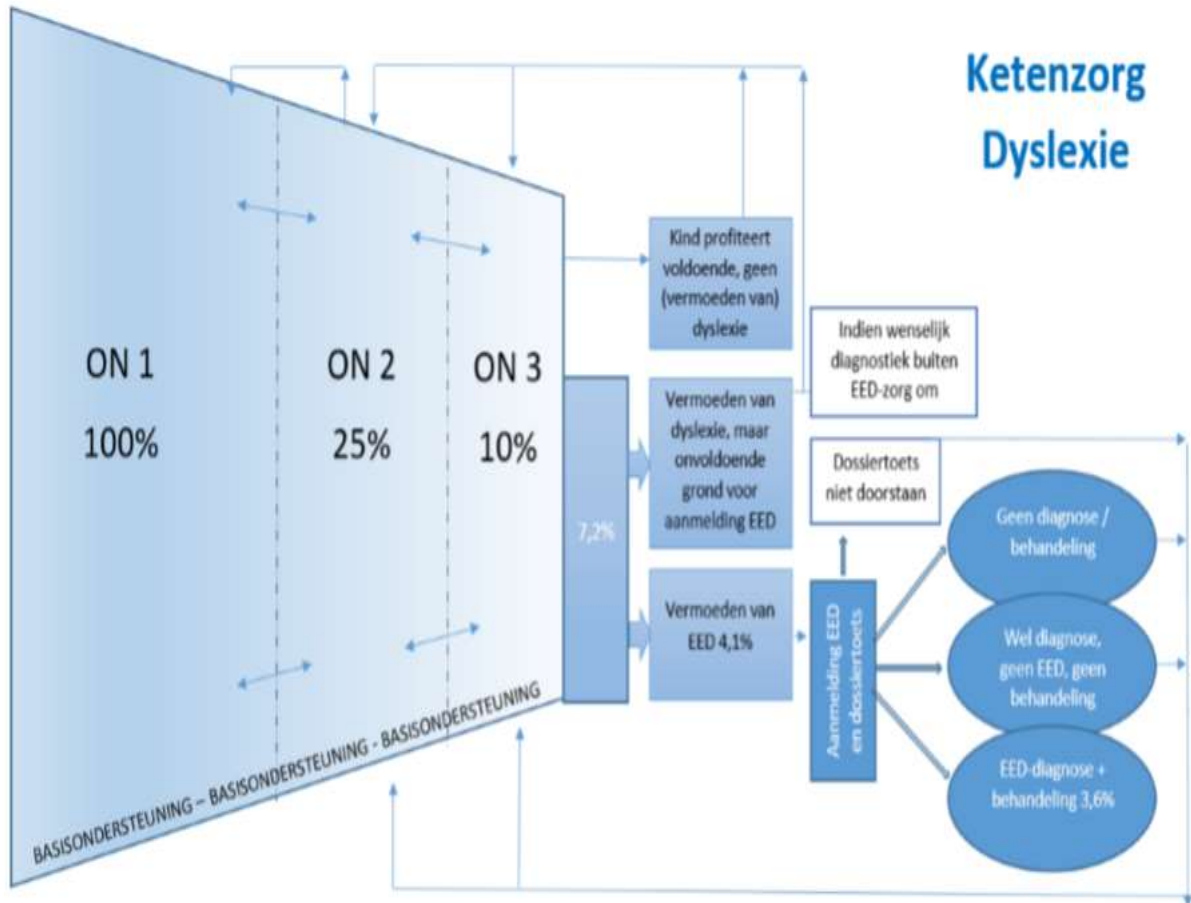 Ketenzorg
Dyslexie
ON 1
100%
ON 2
25%
ON 3
10%
BASISONDERSTEUNING – BASISONDERSTEUNING - BASISONDERSTEUNING
7,2%
Kind profiteert
voldoende, geen
(vermoeden van)
dyslexie
Vermoeden van
dyslexie, maar
onvoldoende
grond voor
aanmelding EED
Vermoeden van
EED 4,1%
Indien wenselijk
diagnostiek buiten
EED-zorg om
Dossiertoets
niet doorstaan
Aanmelding EED
en dossiertoets
Geen diagnose /
behandeling
Wel diagnose,
geen EED, geen
behandeling
EED-diagnose +
behandeling 3,6%